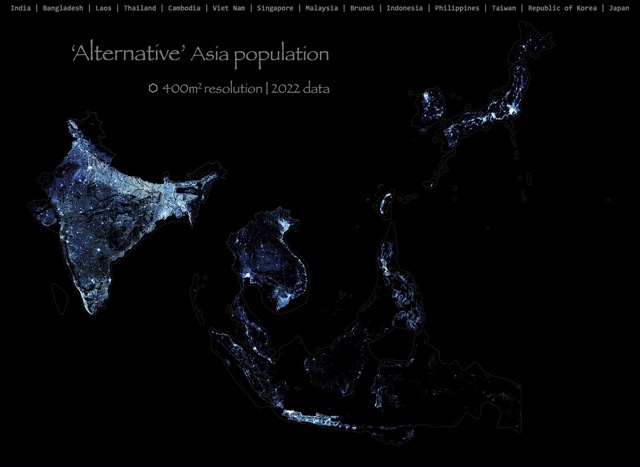 India | Bangladesh | Laos | Thailand | Cambodia | Viet Nam | Singapore | Malaysia | Brunei | Indonesia | Philippines | Taiwan | Republic of Korea | Japan
‘Alternative’ Asia population
400m² resolution | 2022 data